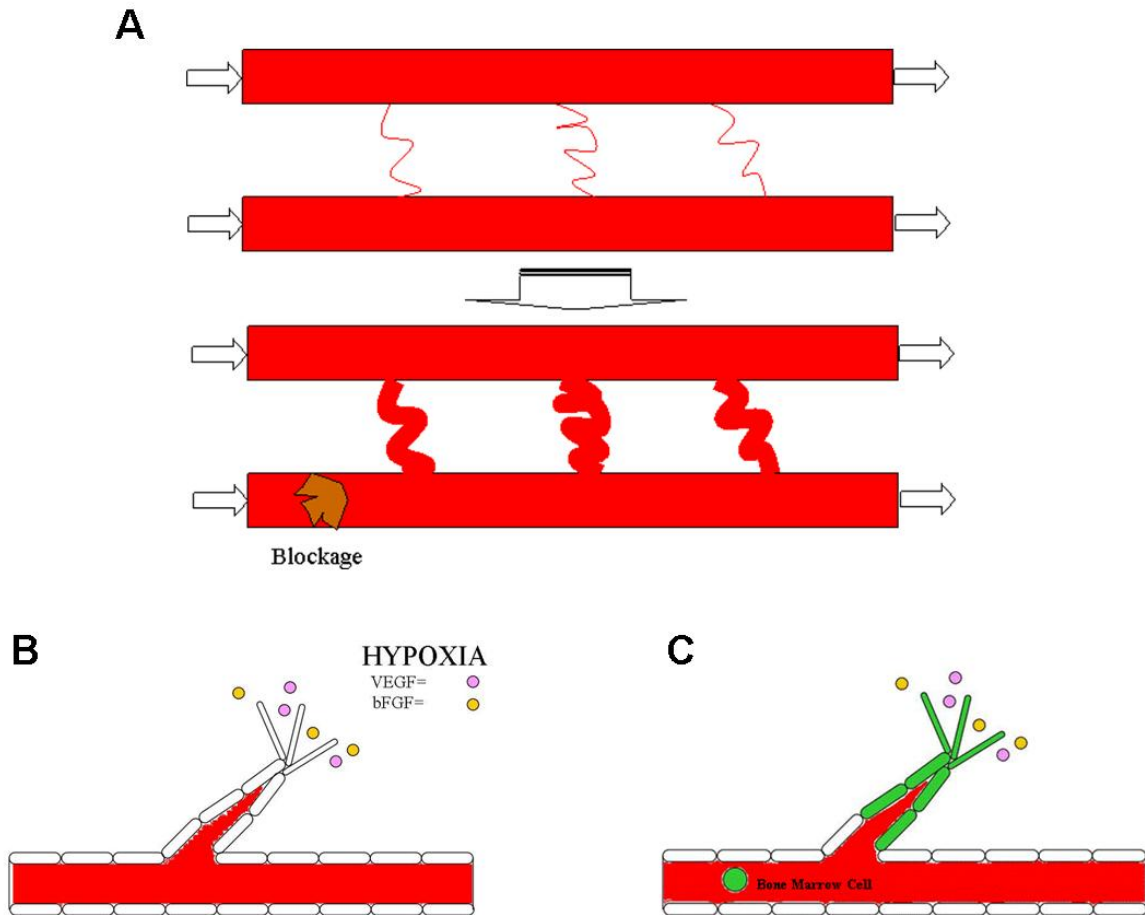 A
Blockage
B
HYPOXIA
VEGF=
bFGF=
C
Bone Marrow Cell